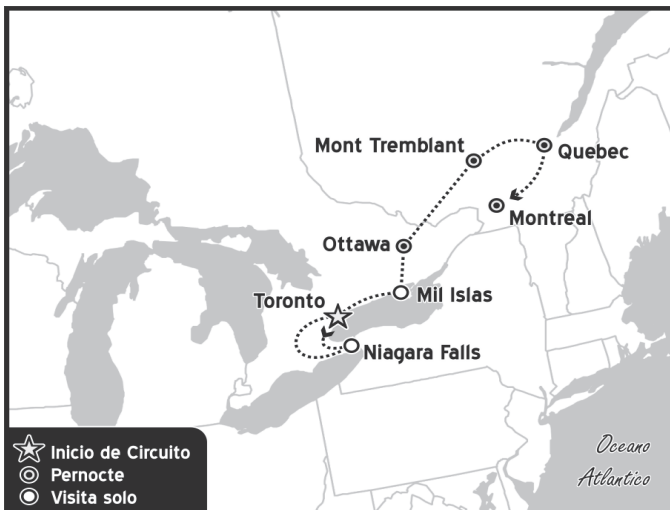 Mont Tremblant
Quebec
Montreal
Ottawa
Mil Islas
Toronto
Niagara Falls
Inicio de Circuito
Pernocte
Visita solo
Oceano
Atlantico